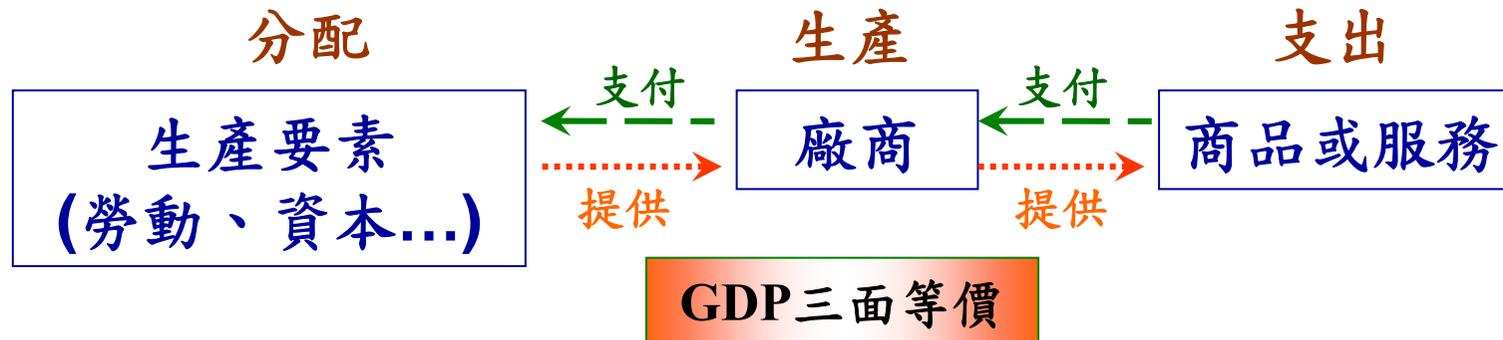 分配
生產
支出
支付
支付
生產要素
(勞動、資本…)
廠商
商品或服務
提供
提供
GDP三面等價